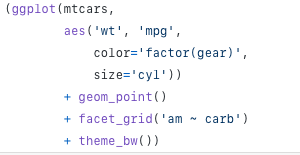 (ggplot(mtcars,
        aes('wt', 'mpg',
            color='factor(gear)',
            size='cyl'))
        + geom_point()
        + facet_grid('am ~ carb')
        + theme_bw())